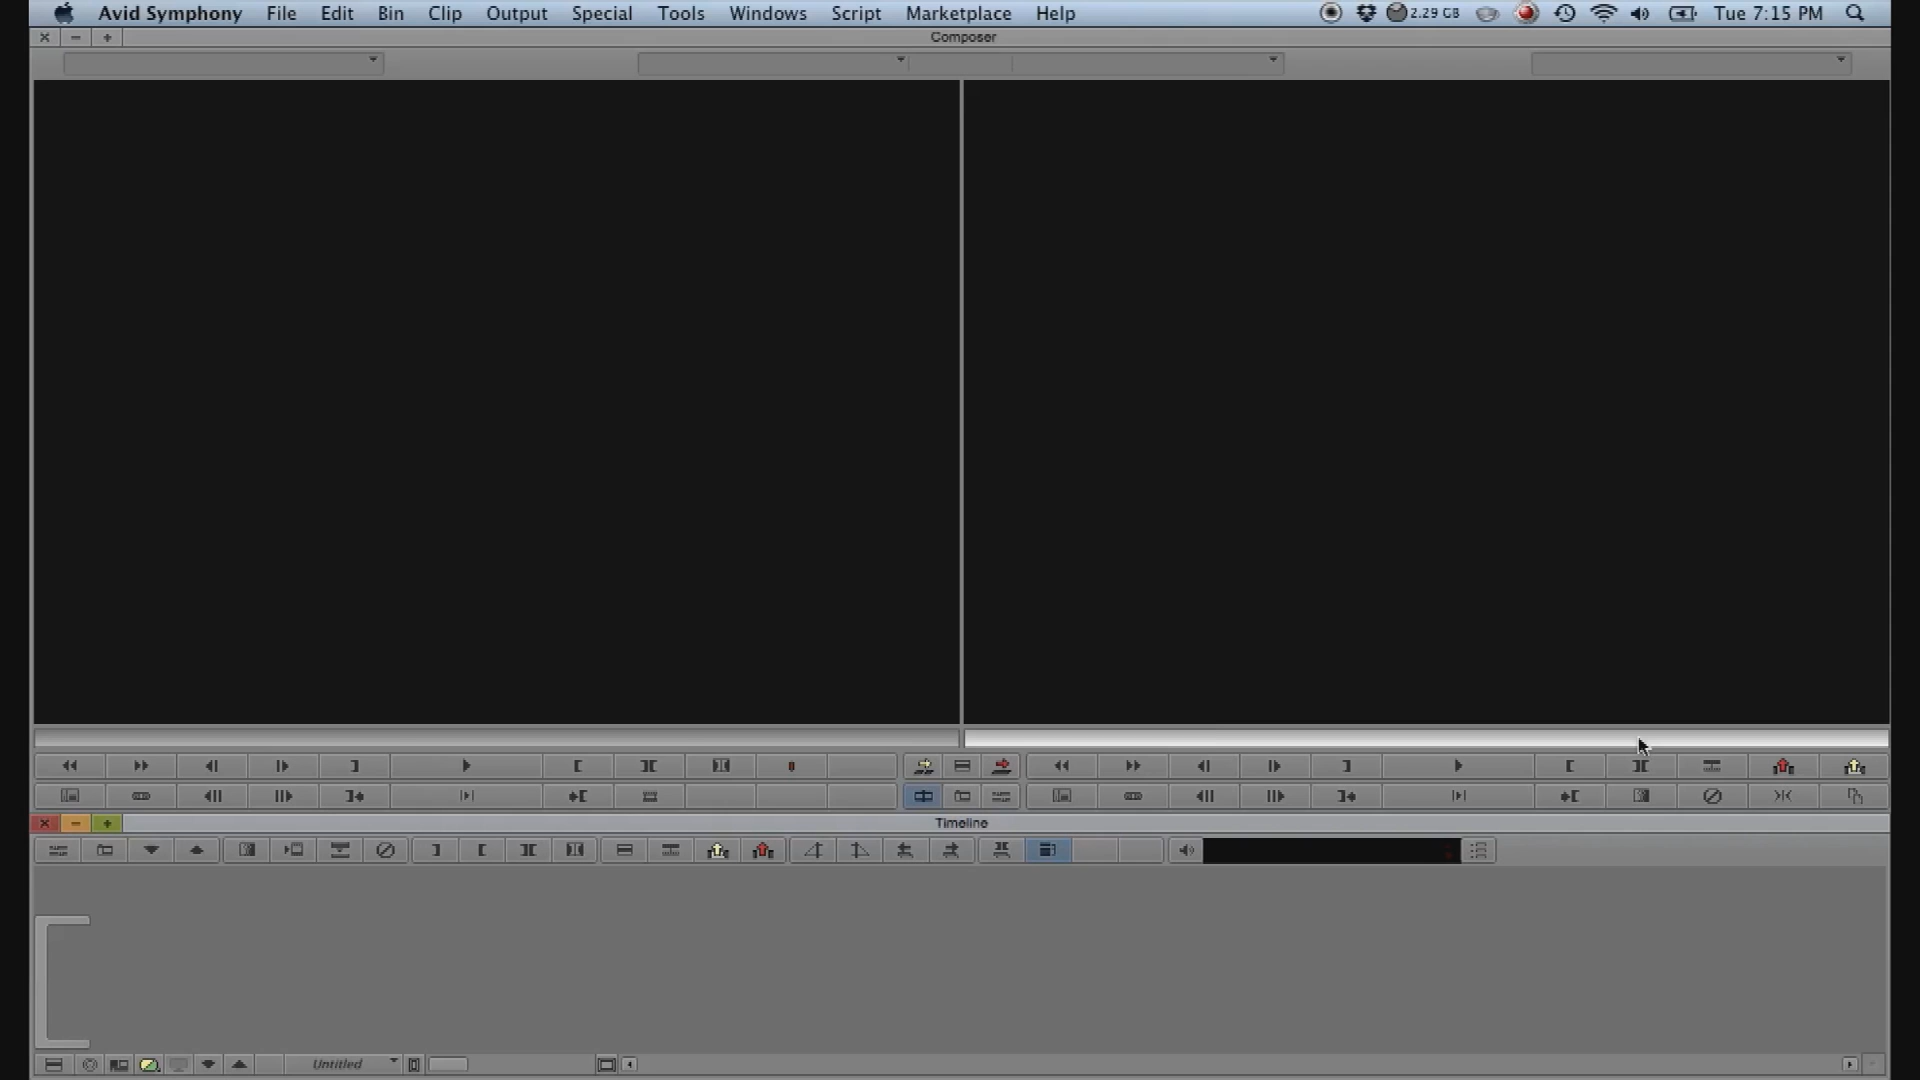 Avid Symphony File Edit Bin Clip Output Special Tools Windows Script Marketplace Help 2.29 GB Tue 7:15 PM
Composer
Timeline
Untitled